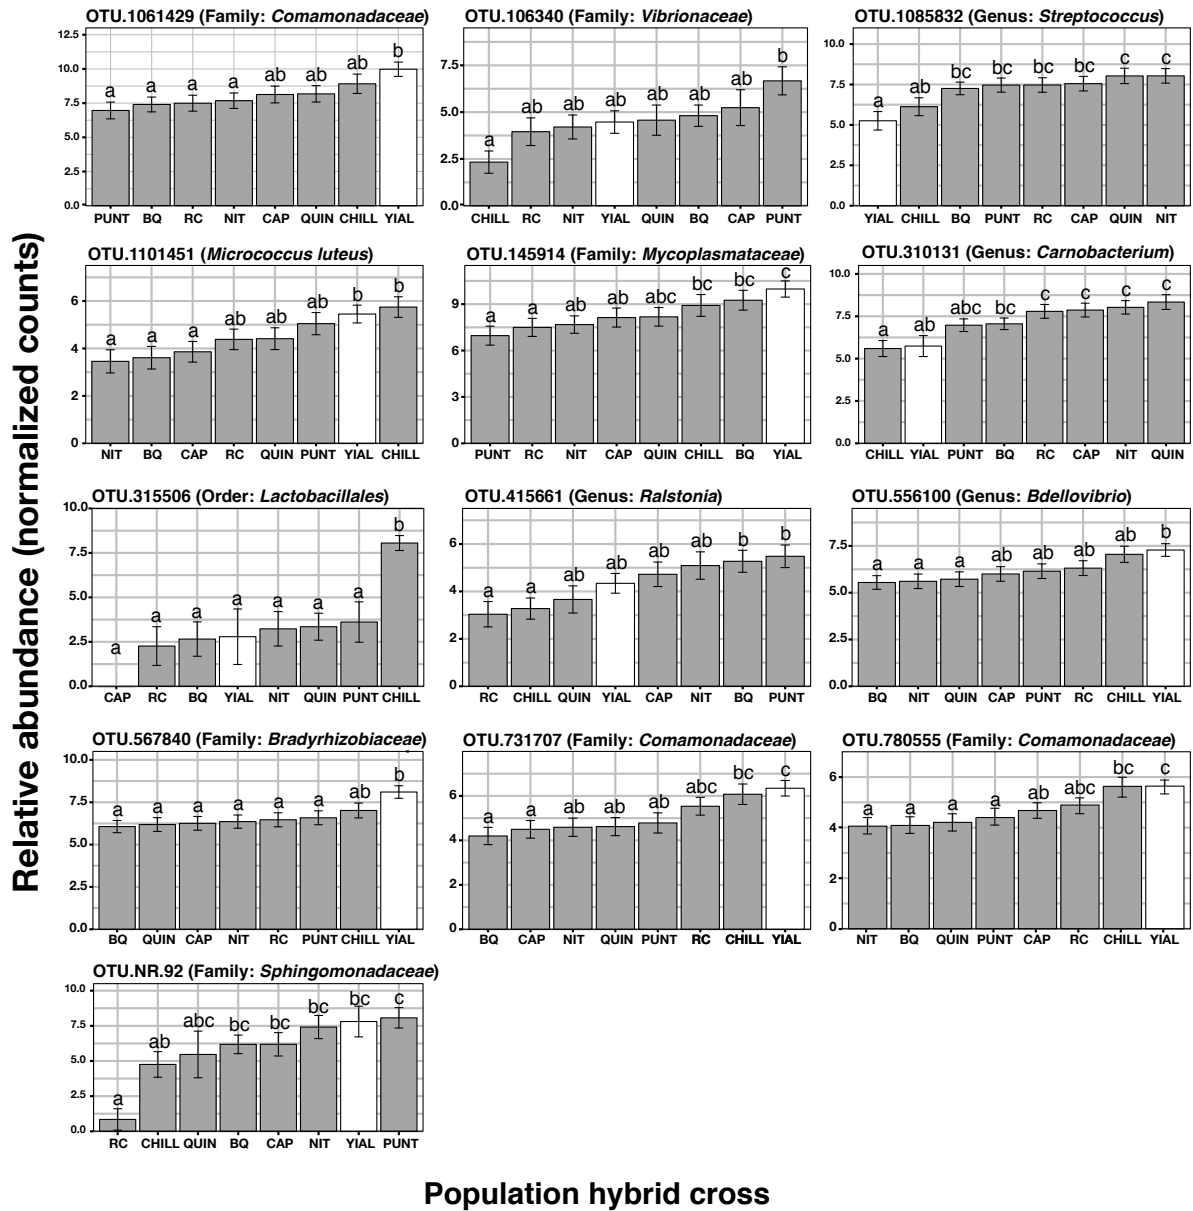 OTU.1061429 (Family: Comamonadaceae)
12.5
10.0
7.5
5.0
2.5
0.0
a a a a ab ab ab b
PUNT BQ RC NIT CAP QUIN CHILL YIAL
OTU.106340 (Family: Vibrionaceae)
7.5
5.0
2.5
0.0
a ab ab ab ab ab ab b
CHILL RC NIT YIAL QUIN BQ CAP PUNT
OTU.1085832 (Genus: Streptococcus)
10.0
7.5
5.0
2.5
0.0
a ab bc bc bc bc c c
YIAL CHILL BQ PUNT RC CAP QUIN NIT
Relative abundance (normalized counts)
OTU.1101451 (Micrococcus luteus)
6
4
2
0
a a a ab ab ab b b
NIT BQ CAP RC QUIN PUNT YIAL CHILL
OTU.145914 (Family: Mycoplasmataceae)
9
6
3
0
a a ab abc abc bc bc c
PUNT RC NIT CAP QUIN CHILL BQ YIAL
OTU.310131 (Genus: Carnobacterium)
10.0
7.5
5.0
2.5
0.0
a ab abc bc c c c c
CHILL YIAL PUNT BQ RC CAP NIT QUIN
OTU.315506 (Order: Lactobacillales)
10.0
7.5
5.0
2.5
0.0
a a a a a a a b
CAP RC BQ YIAL NIT QUIN PUNT CHILL
OTU.415661 (Genus: Ralstonia)
6
4
2
0
a a ab ab ab ab b b
RC CHILL QUIN YIAL CAP NIT BQ PUNT
OTU.556100 (Genus: Bdellovibrio)
7.5
5.0
2.5
0.0
a a a ab ab ab ab b
BQ NIT QUIN CAP PUNT RC CHILL YIAL
OTU.567840 (Family: Bradyrhizobiaceae)
10.0
7.5
5.0
2.5
0.0
a a a a a a ab b
BQ QUIN CAP NIT RC PUNT CHILL YIAL
OTU.731707 (Family: Comamonadaceae)
6
4
2
0
a a ab ab ab abc bc c
BQ CAP NIT QUIN PUNT RC CHILL YIAL
OTU.780555 (Family: Comamonadaceae)
6
4
2
0
a a a a ab abc bc c
NIT BQ QUIN PUNT CAP RC CHILL YIAL
OTU.NR.92 (Family: Sphingomonadaceae)
10.0
7.5
5.0
2.5
0.0
a ab abc bc bc bc bc c
RC CHILL QUIN BQ CAP NIT YIAL PUNT
Population hybrid cross